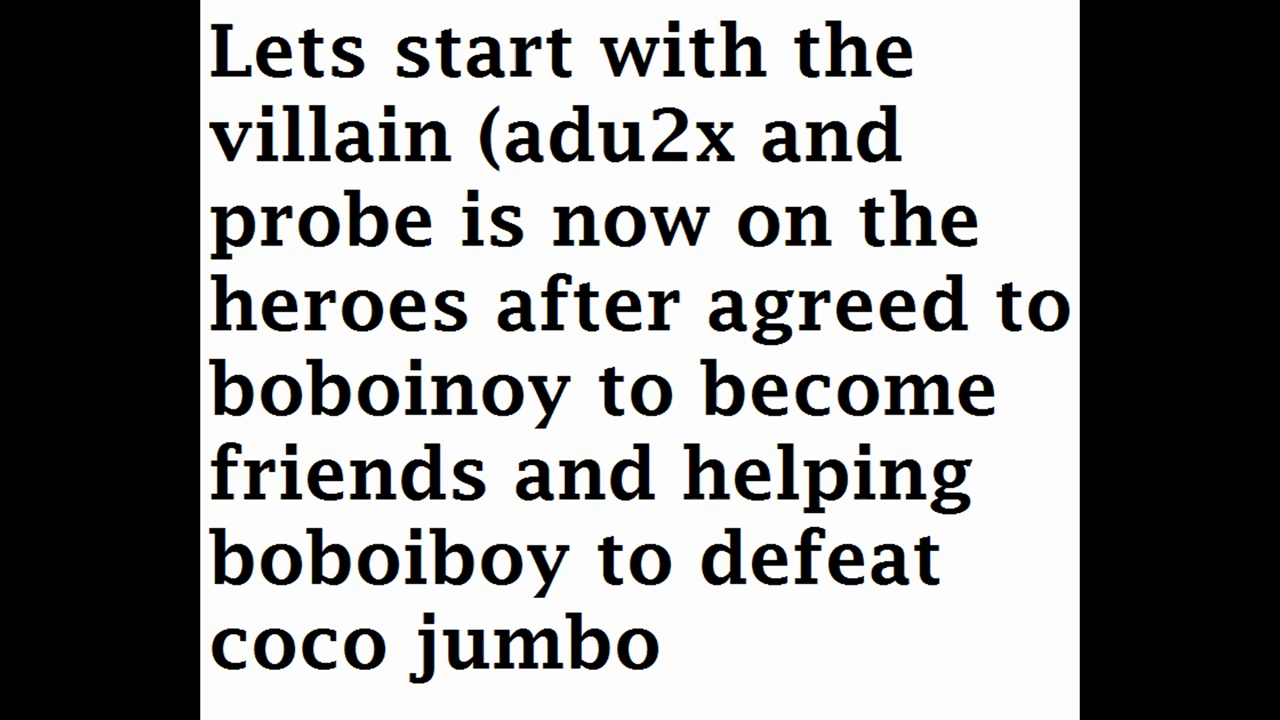 Lets start with the
villain (adu2x and
probe is now on the
heroes after agreed to
boboinoy to become
friends and helping
boboiboy to defeat
coco jumbo